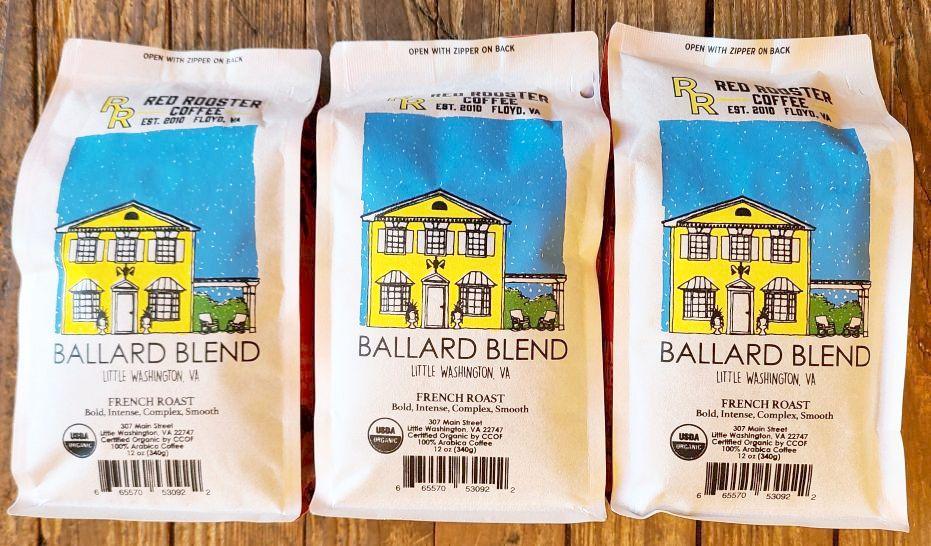 OPEN WITH ZIPPER ON BACK
RR RED ROOSTER
COFFEE
EST. 2010 FLOYD, VA
BALLARD BLEND
LITTLE WASHINGTON, VA
FRENCH ROAST
Bold, Intense, Complex, Smooth
USDA
ORGANIC
307 Main Street
Little Washington, VA 22747
Certified Organic by CCOF
100% Arabica Coffee
12 oz (340g)
6 65570 53092 2
OPEN WITH ZIPPER ON BACK
RR RED ROOSTER
COFFEE
EST. 2010 FLOYD, VA
BALLARD BLEND
LITTLE WASHINGTON, VA
FRENCH ROAST
Bold, Intense, Complex, Smooth
USDA
ORGANIC
307 Main Street
Little Washington, VA 22747
Certified Organic by CCOF
100% Arabica Coffee
12 oz (340g)
6 65570 53092 2
OPEN WITH ZIPPER ON BACK
RR RED ROOSTER
COFFEE
EST. 2010 FLOYD, VA
BALLARD BLEND
LITTLE WASHINGTON, VA
FRENCH ROAST
Bold, Intense, Complex, Smooth
USDA
ORGANIC
307 Main Street
Little Washington, VA 22747
Certified Organic by CCOF
100% Arabica Coffee
12 oz (340g)
6 65570 53092 2